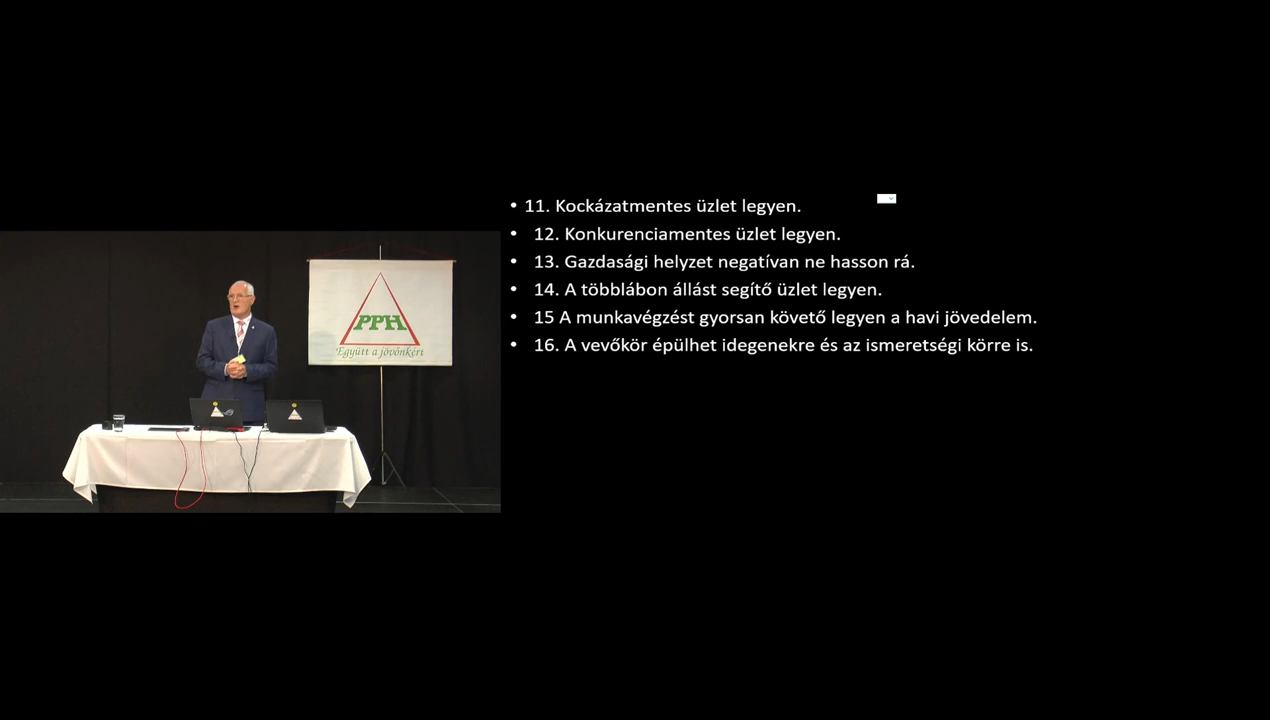 • 11. Kockázatmentes üzlet legyen.
• 12. Konkurenciamentes üzlet legyen.
• 13. Gazdasági helyzet negatívan ne hasson rá.
• 14. A többlábon állást segítő üzlet legyen.
• 15 A munkavégzést gyorsan követő legyen a havi jövedelem.
• 16. A vevőkör épülhet idegenekre és az ismeretségi körre is.
PPH
Együtt a jövőnkért